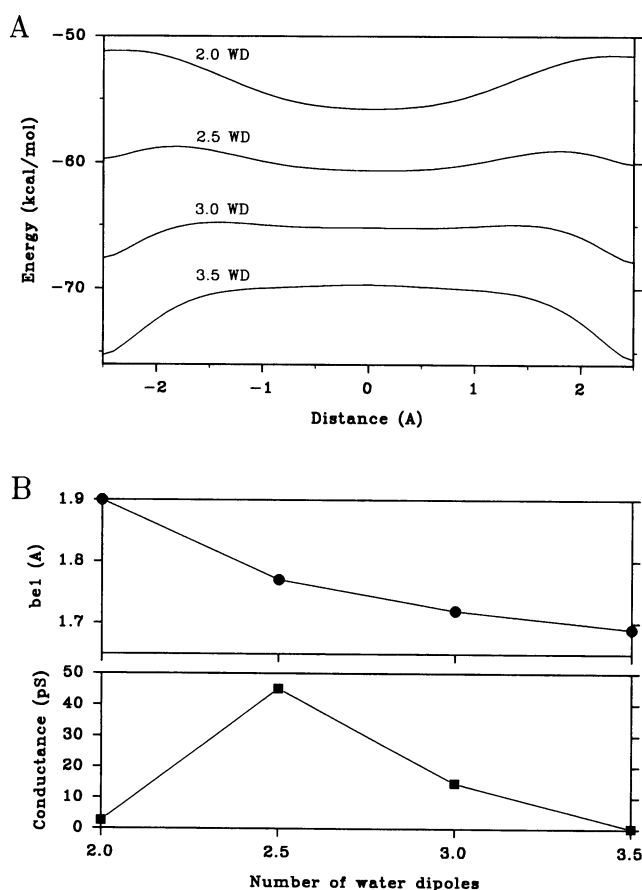 A
−50
−60
−70
Energy (kcal/mol)
2.0 WD
2.5 WD
3.0 WD
3.5 WD
−2
−1
0
1
2
Distance (A)
B
1.9
1.8
1.7
bel (A)
50
40
30
20
10
0
Conductance (pS)
2.0
2.5
3.0
3.5
Number of water dipoles